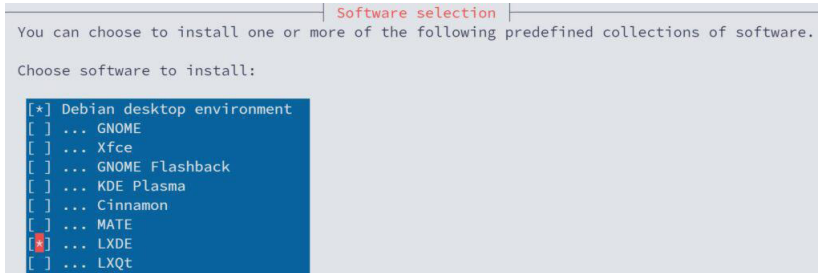 Software selection
You can choose to install one or more of the following predefined collections of software.
Choose software to install:
[*] Debian desktop environment
[ ] ... GNOME
[ ] ... Xfce
[ ] ... GNOME Flashback
[ ] ... KDE Plasma
[ ] ... Cinnamon
[ ] ... MATE
[*] ... LXDE
[ ] ... LXQt